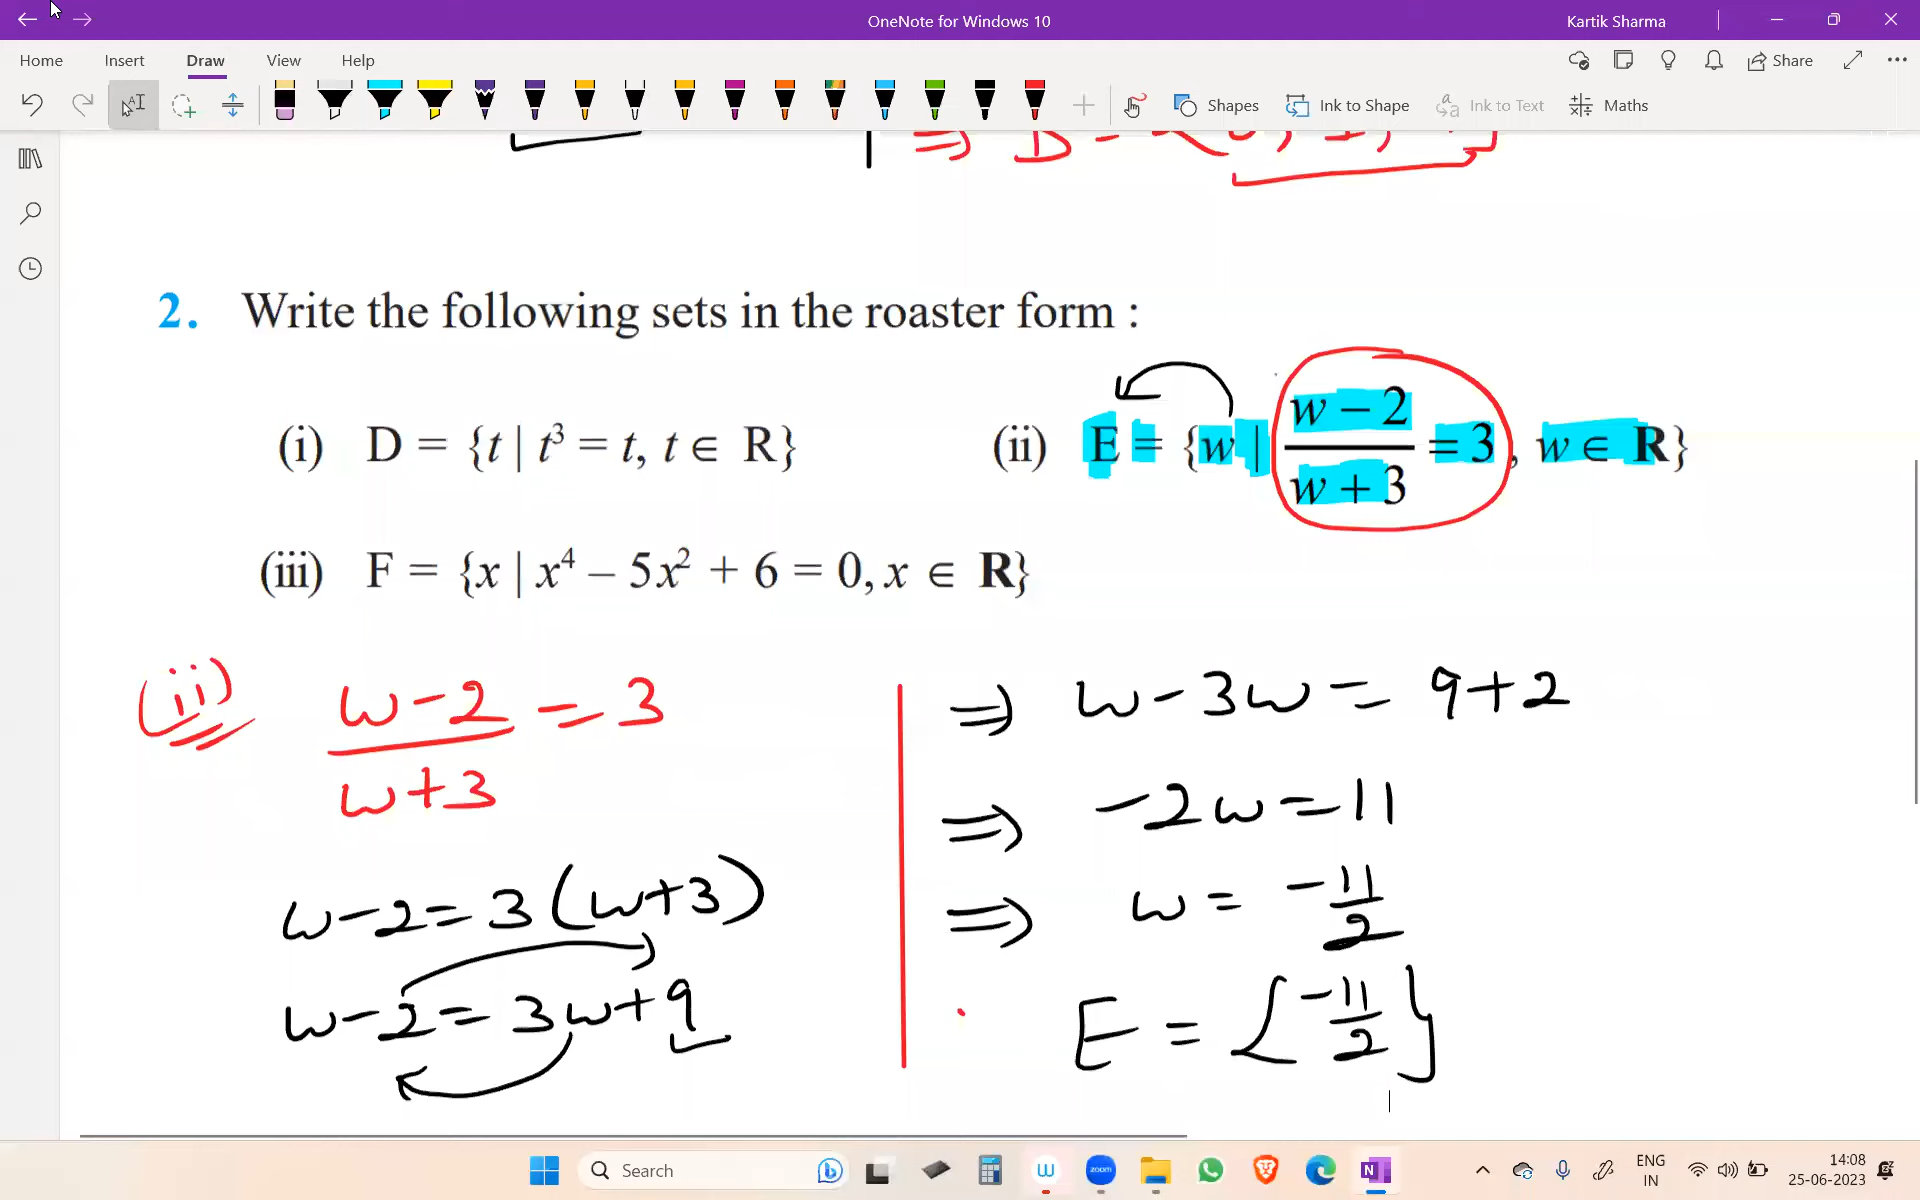 OneNote for Windows 10
Kartik Sharma
Home Insert Draw View Help
Share
Shapes Ink to Shape Ink to Text Maths
⇒ D =
2. Write the following sets in the roaster form :
(i) D = {t | t³ = t, t ∈ R} (ii) E = {w | (w − 2)/(w + 3) = 3, w ∈ R}
(iii) F = {x | x⁴ – 5x² + 6 = 0, x ∈ R}
(ii) (w-2)/(w+3) = 3
w-2 = 3(w+3)
w-2 = 3w+9
⇒ w-3w = 9+2
⇒ -2w = 11
⇒ w = -11/2
E = {-11/2}
Search
zoom
ENG
IN
14:08
25-06-2023